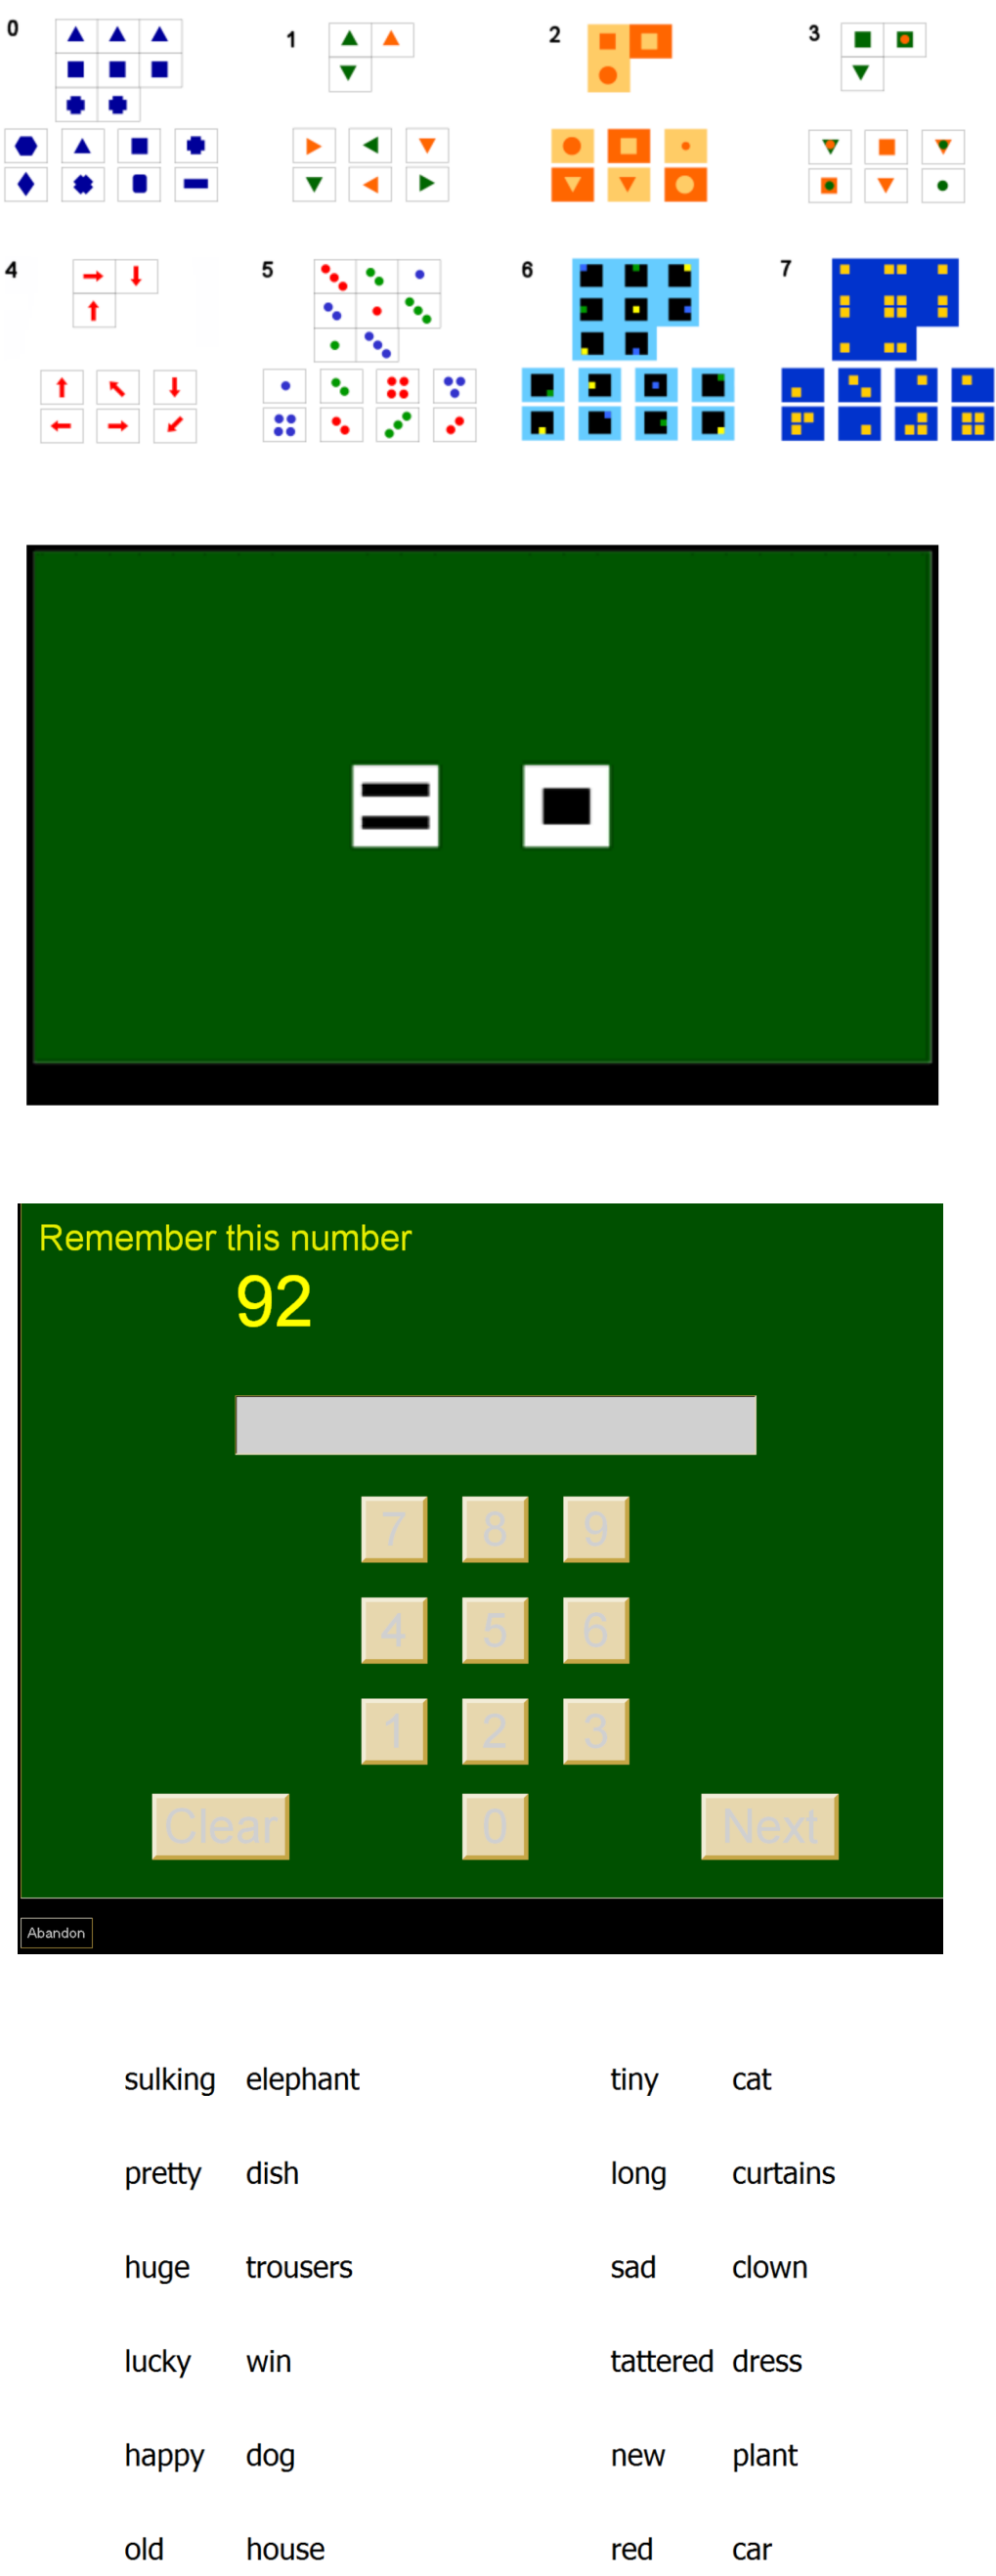 0 1 2 3
4 5 6 7
Remember this number
92
7 8 9
4 5 6
1 2 3
Clear 0 Next
Abandon
sulking elephant tiny cat
pretty dish long curtains
huge trousers sad clown
lucky win tattered dress
happy dog new plant
old house red car